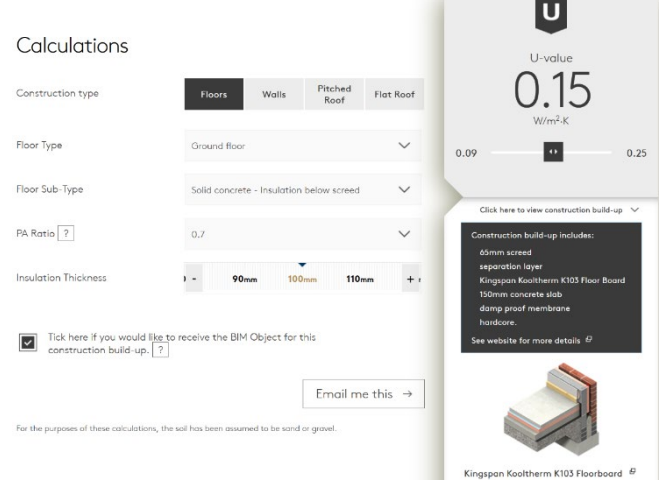 Calculations
Construction type
Floors
Walls
Pitched
Roof
Flat Roof
Floor Type
Ground floor
Floor Sub-Type
Solid concrete - Insulation below screed
PA Ratio ?
0.7
Insulation Thickness
-
90mm
100mm
110mm
+
Tick here if you would like to receive the BIM Object for this
construction build-up. ?
Email me this →
For the purposes of these calculations, the soil has been assumed to be sand or gravel.
U
U-value
0.15
W/m²·K
0.09
0.25
Click here to view construction build-up
Construction build-up includes:
65mm screed
separation layer
Kingspan Kooltherm K103 Floor Board
150mm concrete slab
damp proof membrane
hardcore.
See website for more details
Kingspan Kooltherm K103 Floorboard